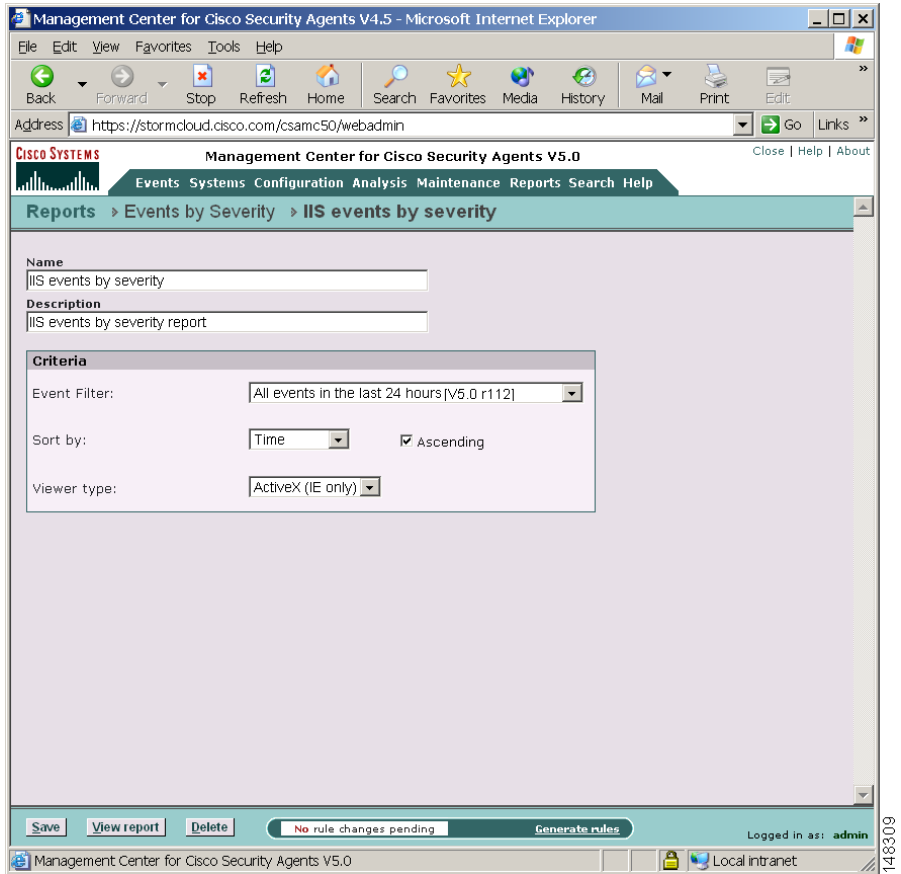 Management Center for Cisco Security Agents V4.5 - Microsoft Internet Explorer
File Edit View Favorites Tools Help
Back Forward Stop Refresh Home Search Favorites Media History Mail Print Edit
Address https://stormcloud.cisco.com/csamc50/webadmin Go Links
CISCO SYSTEMS Management Center for Cisco Security Agents V5.0 Close | Help | About
Events Systems Configuration Analysis Maintenance Reports Search Help
Reports Events by Severity IIS events by severity
Name
IIS events by severity
Description
IIS events by severity report
Criteria
Event Filter: All events in the last 24 hours [V5.0 r112]
Sort by: Time Ascending
Viewer type: ActiveX (IE only)
Save View report Delete No rule changes pending Generate rules Logged in as: admin
Management Center for Cisco Security Agents V5.0 Local intranet
148309